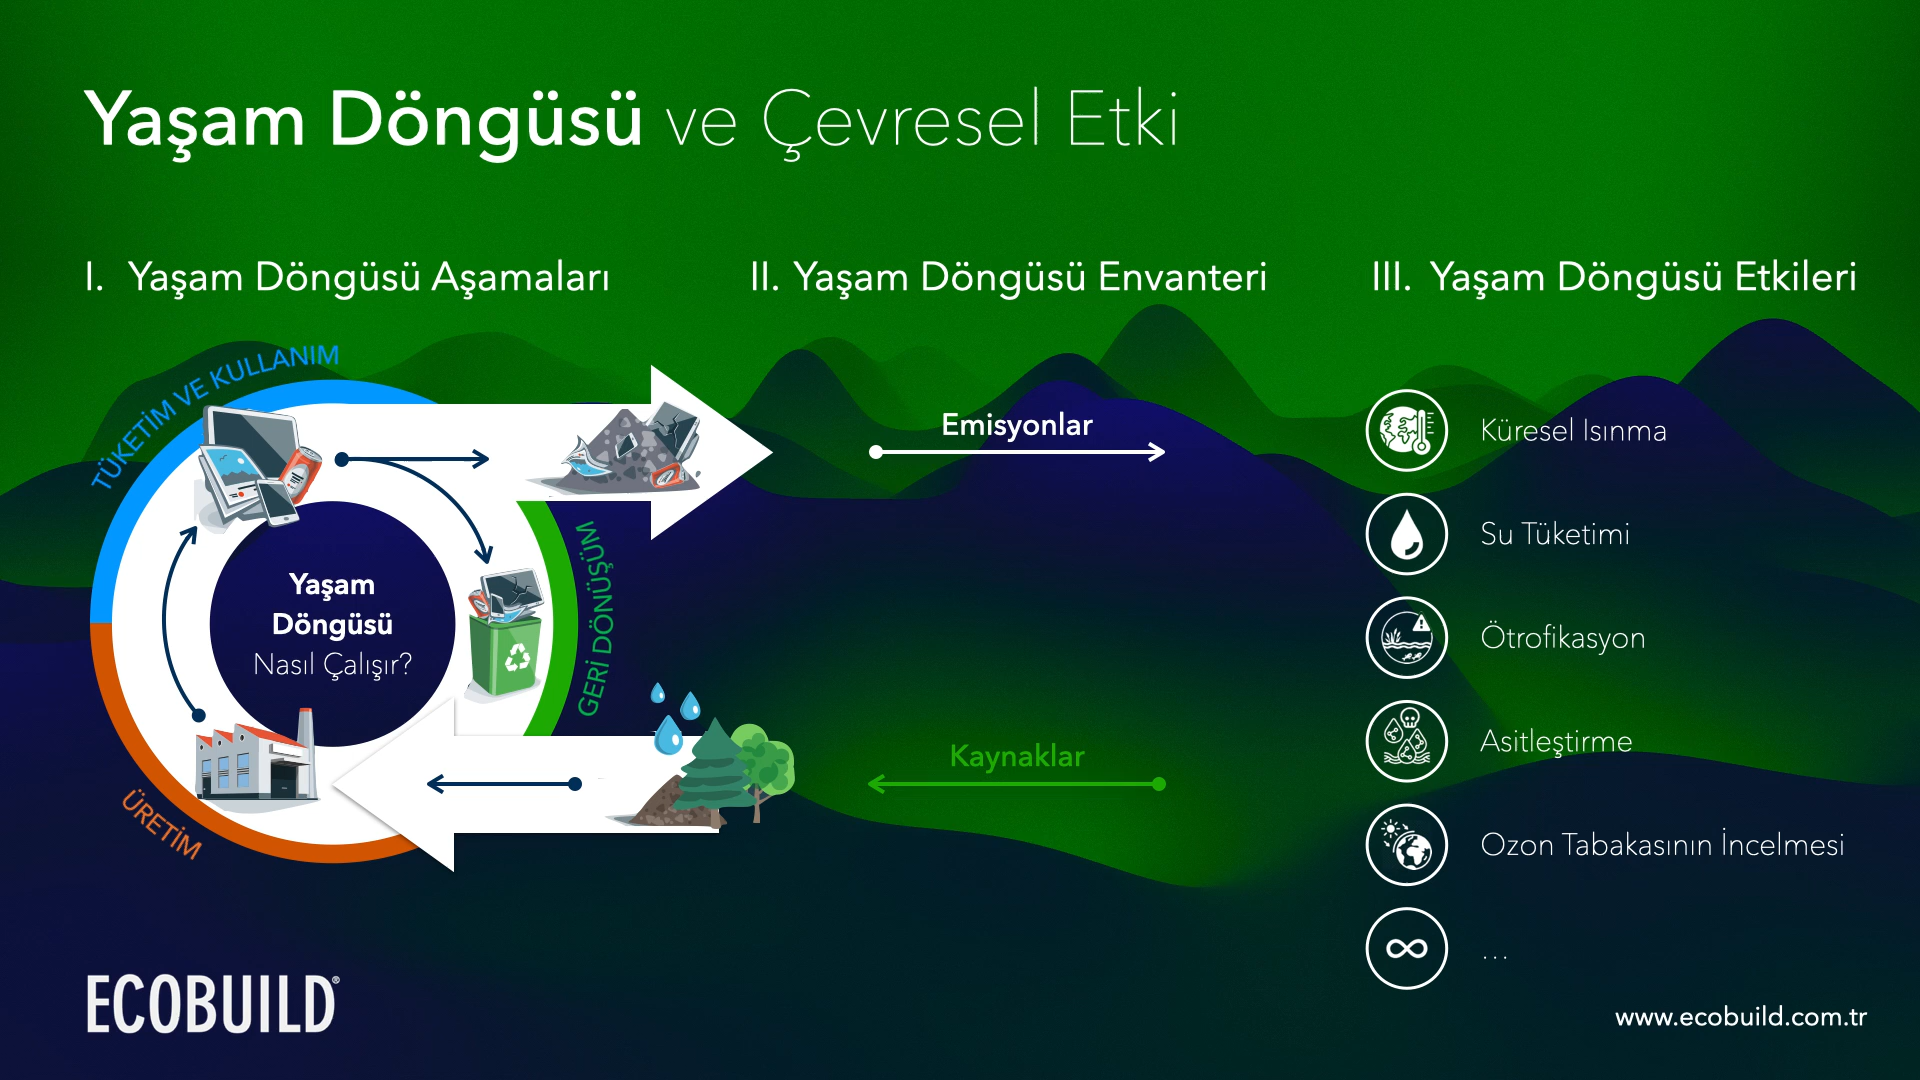 Yaşam Döngüsü ve Çevresel Etki
I. Yaşam Döngüsü Aşamaları
TÜKETİM VE KULLANIM
GERİ DÖNÜŞÜM
ÜRETİM
Yaşam
Döngüsü
Nasıl Çalışır?
II. Yaşam Döngüsü Envanteri
Emisyonlar
Kaynaklar
III. Yaşam Döngüsü Etkileri
Küresel Isınma
Su Tüketimi
Ötrofikasyon
Asitleştirme
Ozon Tabakasının İncelmesi
...
ECOBUILD®
www.ecobuild.com.tr